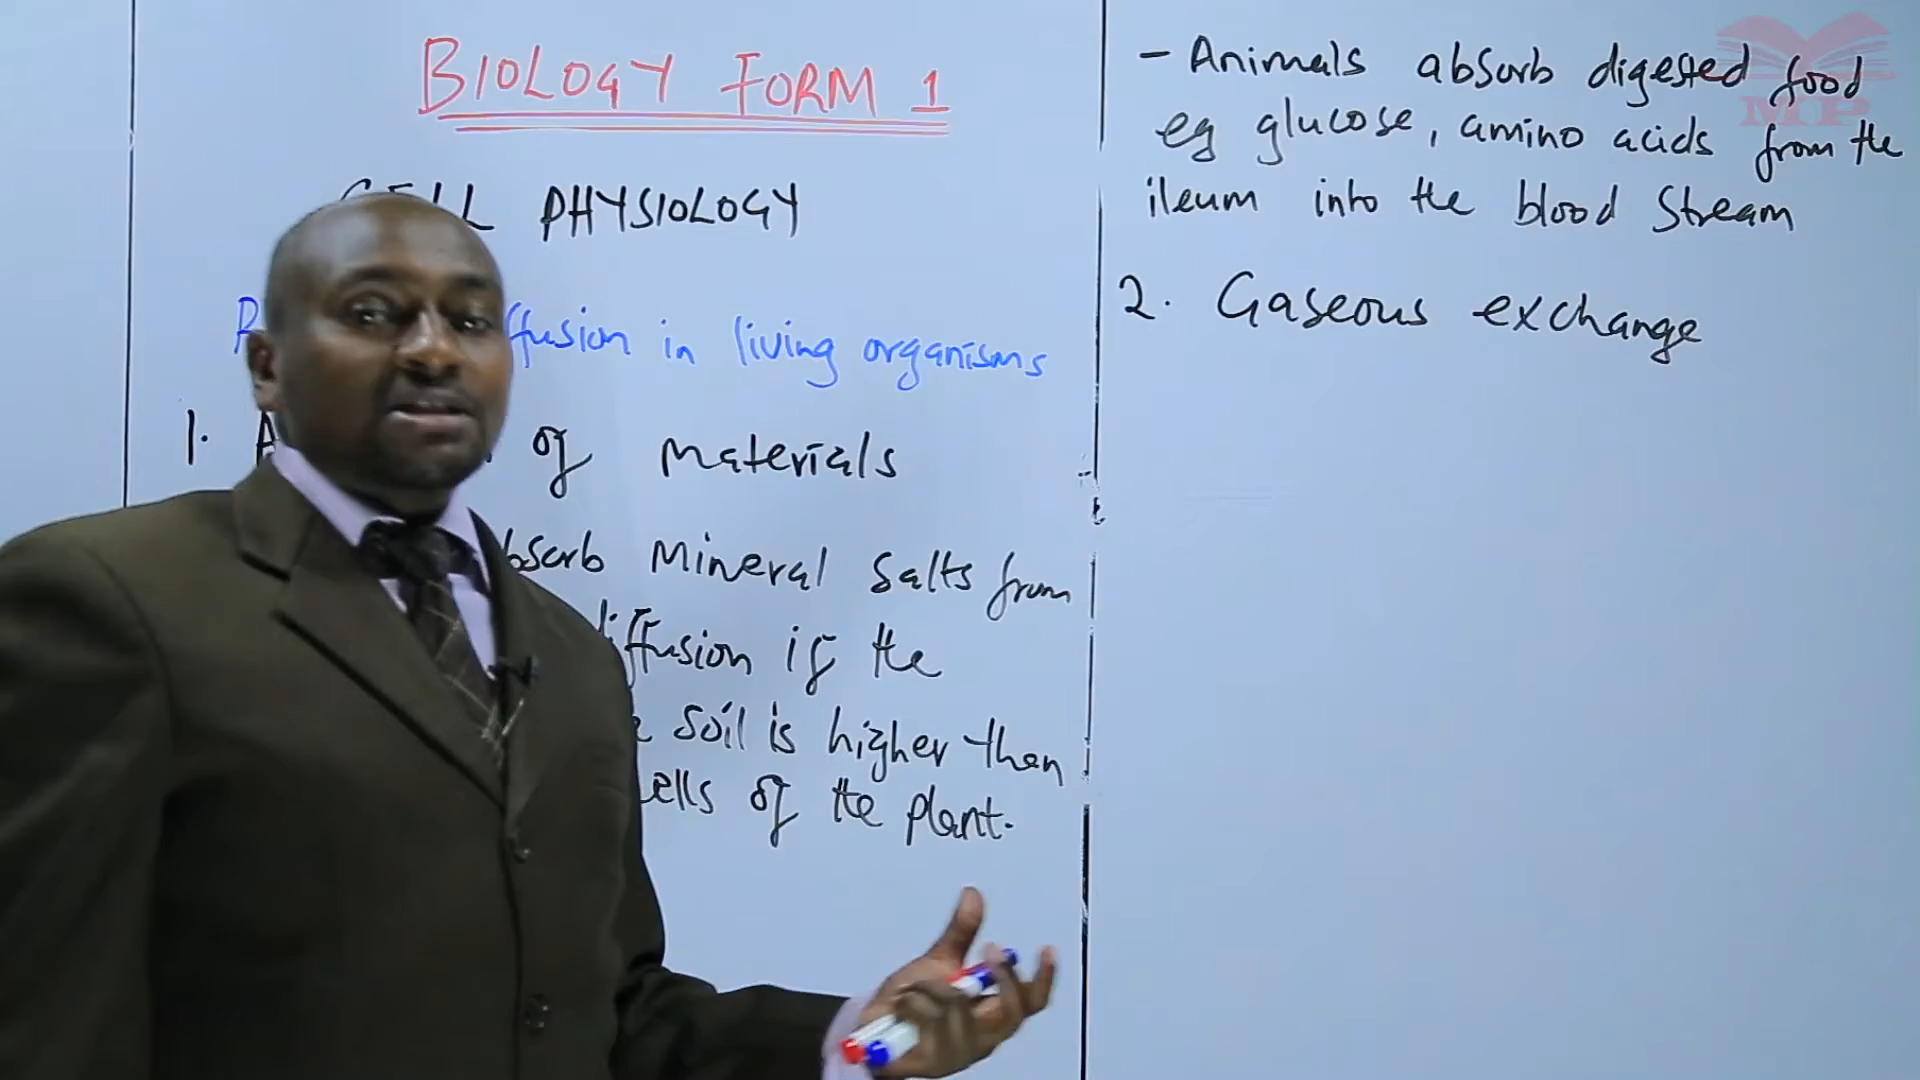 BIOLOGY FORM 1
CELL PHYSIOLOGY
ffusion in living organisms
1. of materials
bsorb mineral salts from
iffusion if the
soil is higher than
ells of the plant.
- Animals absorb digested food
eg glucose, amino acids from the
ileum into the blood stream
2. Gaseous exchange
MP